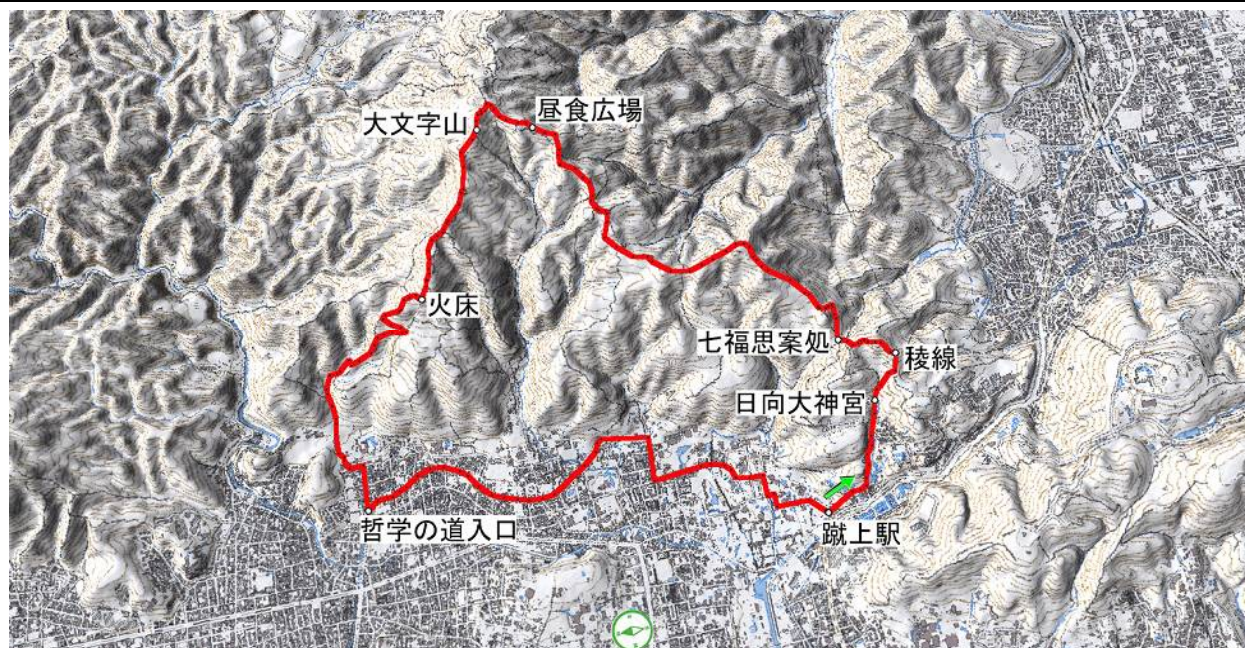 大文字山
昼食広場
火床
七福思案処
稜線
日向大神宮
哲学の道入口
蹴上駅